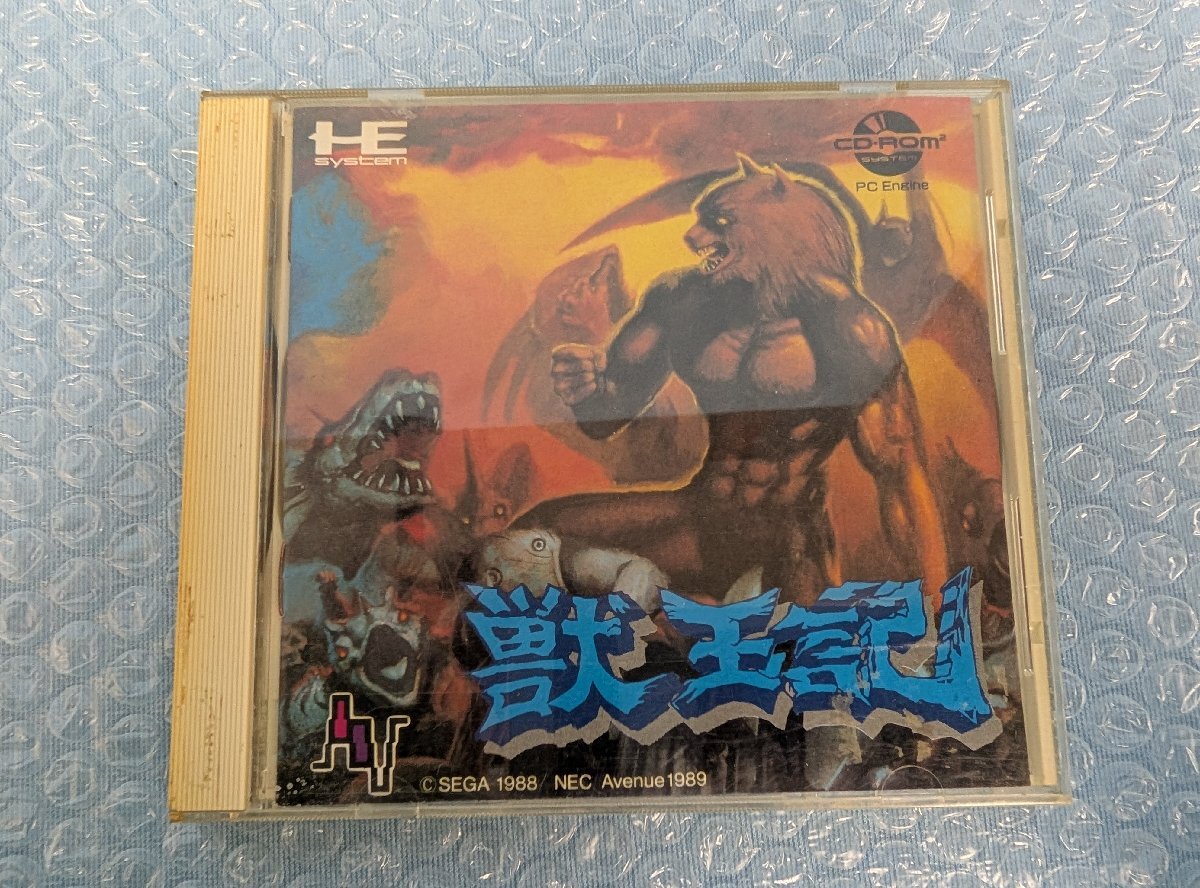 HE
system
CD-ROM²
SYSTEM
PC Engine
獣王記
© SEGA 1988 / NEC Avenue 1989